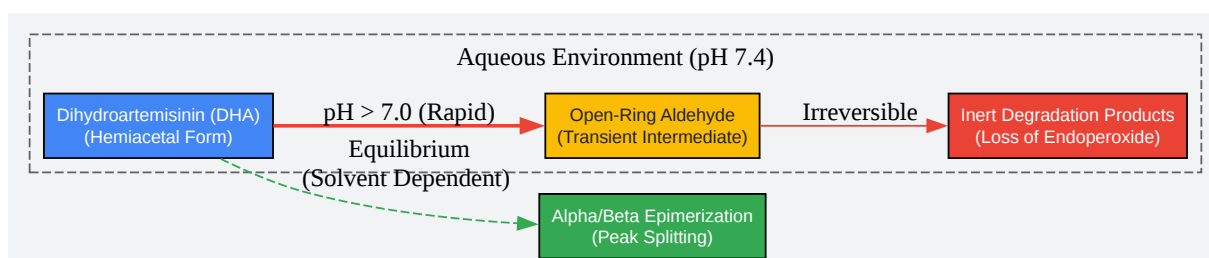 Aqueous Environment (pH 7.4)
Dihydroartemisinin (DHA)
(Hemiacetal Form)
pH > 7.0 (Rapid)
Open-Ring Aldehyde
(Transient Intermediate)
Irreversible
Inert Degradation Products
(Loss of Endoperoxide)
Equilibrium
(Solvent Dependent)
Alpha/Beta Epimerization
(Peak Splitting)